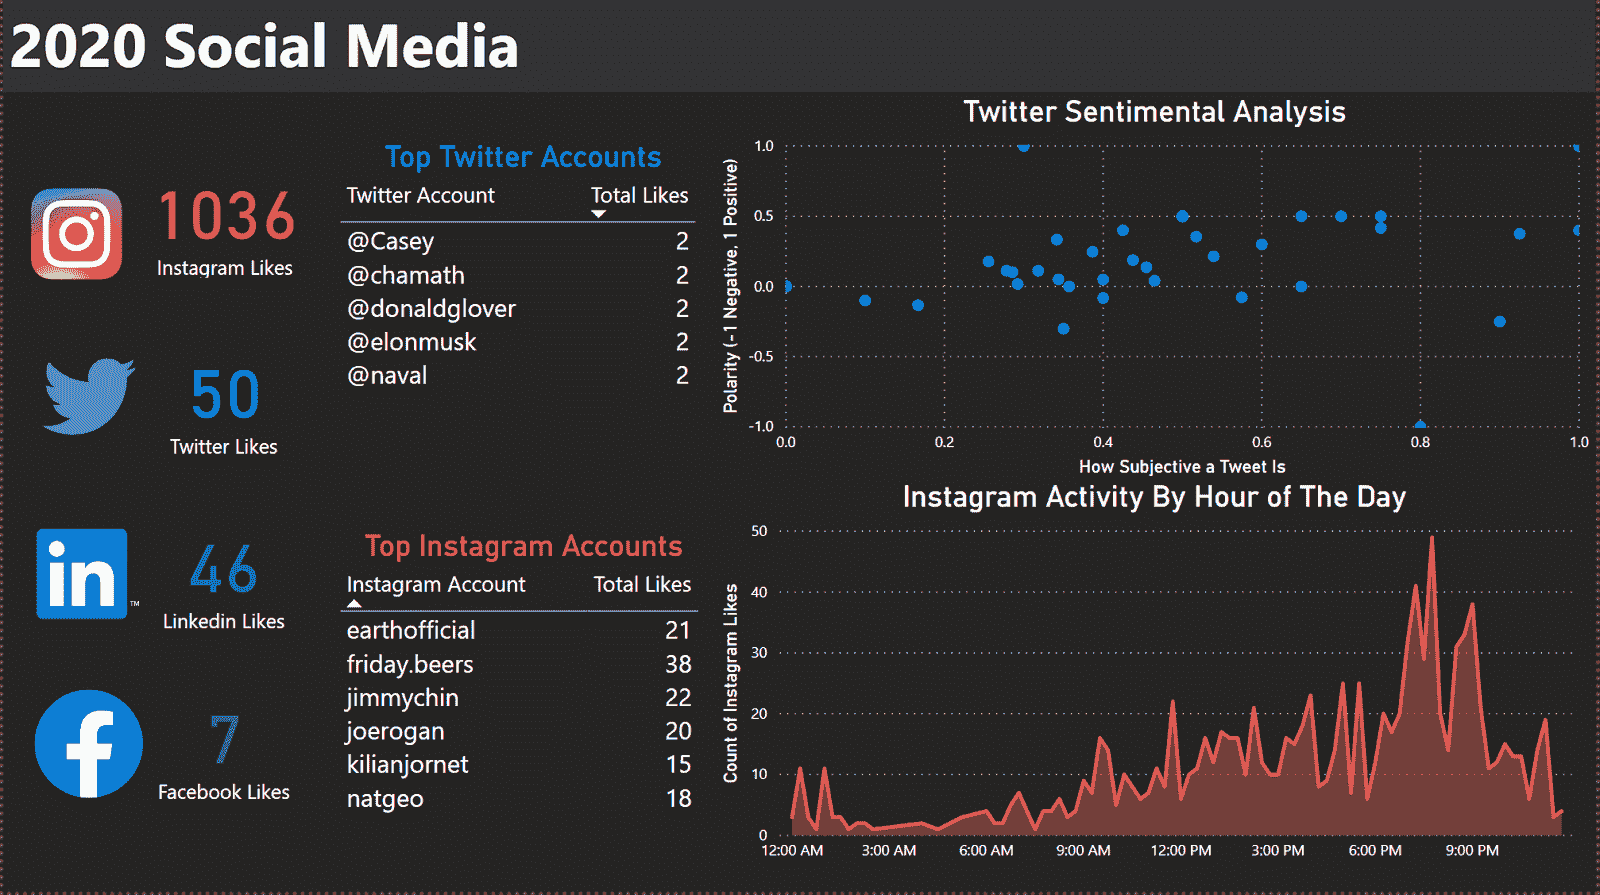 2020 Social Media
1036
Instagram Likes
50
Twitter Likes
in
TM
46
Linkedin Likes
f
7
Facebook Likes
Top Twitter Accounts
Twitter Account Total Likes
@Casey 2
@chamath 2
@donaldglover 2
@elonmusk 2
@naval 2
Top Instagram Accounts
Instagram Account Total Likes
earthofficial 21
friday.beers 38
jimmychin 22
joerogan 20
kilianjornet 15
natgeo 18
Twitter Sentimental Analysis
Polarity (-1 Negative, 1 Positive)
1.0
0.5
0.0
-0.5
-1.0
0.0 0.2 0.4 0.6 0.8 1.0
How Subjective a Tweet Is
Instagram Activity By Hour of The Day
Count of Instagram Likes
50
40
30
20
10
0
12:00 AM 3:00 AM 6:00 AM 9:00 AM 12:00 PM 3:00 PM 6:00 PM 9:00 PM